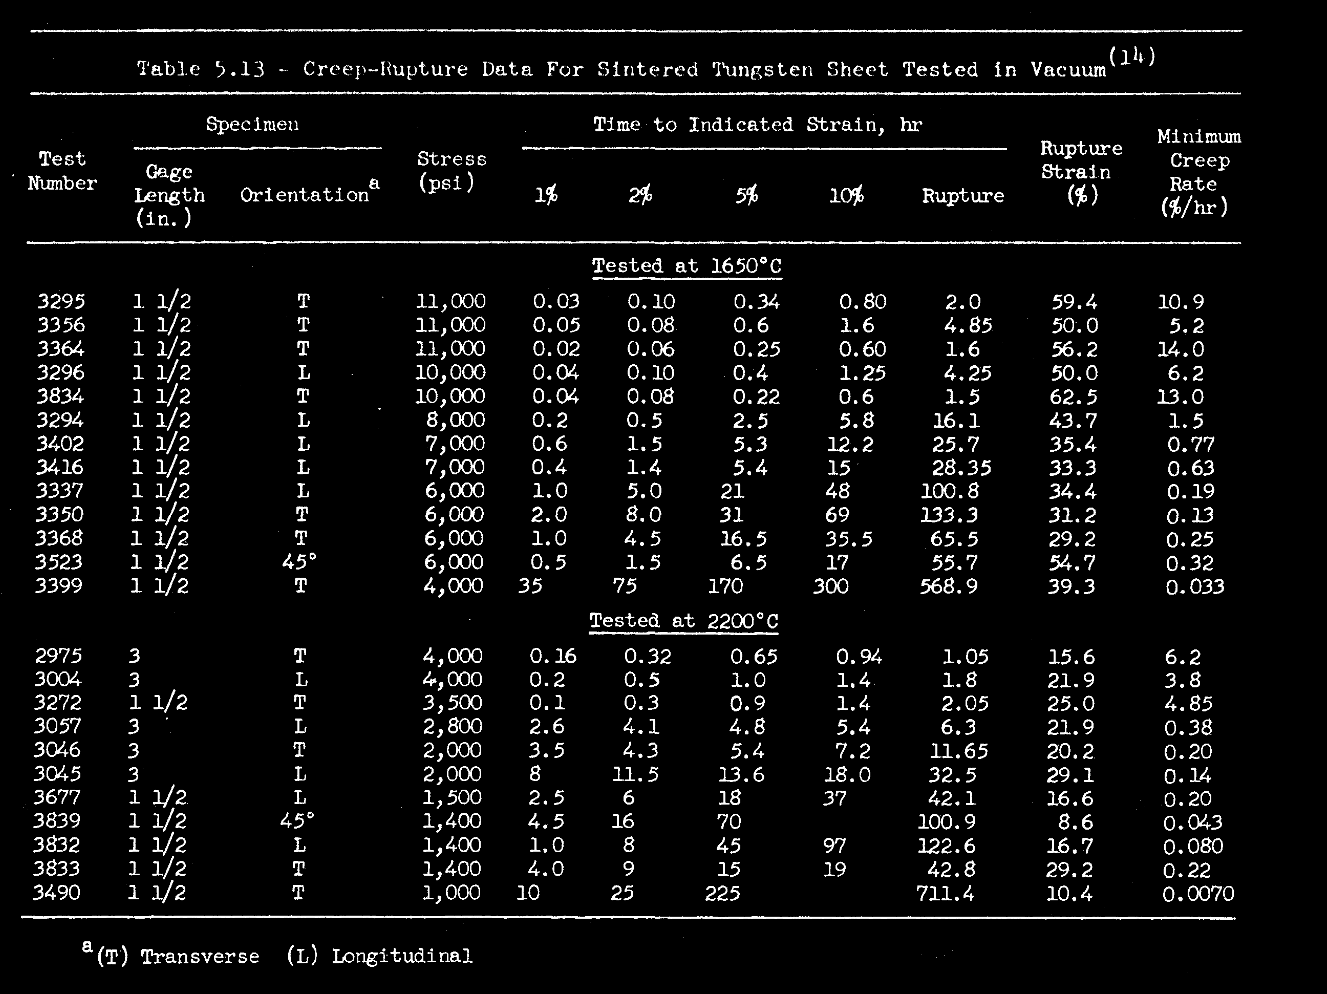 Table 5.13 - Creep-Rupture Data For Sintered Tungsten Sheet Tested in Vacuum(14)
Specimen Time to Indicated Strain, hr
Test Number Gage Length (in.) Orientation^a Stress (psi) 1% 2% 5% 10% Rupture Rupture Strain (%) Minimum Creep Rate (%/hr)
Tested at 1650°C
3295 1 1/2 T 11,000 0.03 0.10 0.34 0.80 2.0 59.4 10.9
3356 1 1/2 T 11,000 0.05 0.08 0.6 1.6 4.85 50.0 5.2
3364 1 1/2 T 11,000 0.02 0.06 0.25 0.60 1.6 56.2 14.0
3296 1 1/2 L 10,000 0.04 0.10 0.4 1.25 4.25 50.0 6.2
3834 1 1/2 T 10,000 0.04 0.08 0.22 0.6 1.5 62.5 13.0
3294 1 1/2 L 8,000 0.2 0.5 2.5 5.8 16.1 43.7 1.5
3402 1 1/2 L 7,000 0.6 1.5 5.3 12.2 25.7 35.4 0.77
3416 1 1/2 L 7,000 0.4 1.4 5.4 15 28.35 33.3 0.63
3337 1 1/2 L 6,000 1.0 5.0 21 48 100.8 34.4 0.19
3350 1 1/2 T 6,000 2.0 8.0 31 69 133.3 31.2 0.13
3368 1 1/2 T 6,000 1.0 4.5 16.5 35.5 65.5 29.2 0.25
3523 1 1/2 45° 6,000 0.5 1.5 6.5 17 55.7 54.7 0.32
3399 1 1/2 T 4,000 35 75 170 300 568.9 39.3 0.033
Tested at 2200°C
2975 3 T 4,000 0.16 0.32 0.65 0.94 1.05 15.6 6.2
3004 3 L 4,000 0.2 0.5 1.0 1.4 1.8 21.9 3.8
3272 1 1/2 T 3,500 0.1 0.3 0.9 1.4 2.05 25.0 4.85
3057 3 L 2,800 2.6 4.1 4.8 5.4 6.3 21.9 0.38
3046 3 T 2,000 3.5 4.3 5.4 7.2 11.65 20.2 0.20
3045 3 L 2,000 8 11.5 13.6 18.0 32.5 29.1 0.14
3677 1 1/2 L 1,500 2.5 6 18 37 42.1 16.6 0.20
3839 1 1/2 45° 1,400 4.5 16 70 100.9 8.6 0.043
3832 1 1/2 L 1,400 1.0 8 45 97 122.6 16.7 0.080
3833 1 1/2 T 1,400 4.0 9 15 19 42.8 29.2 0.22
3490 1 1/2 T 1,000 10 25 225 711.4 10.4 0.0070
a(T) Transverse (L) Longitudinal